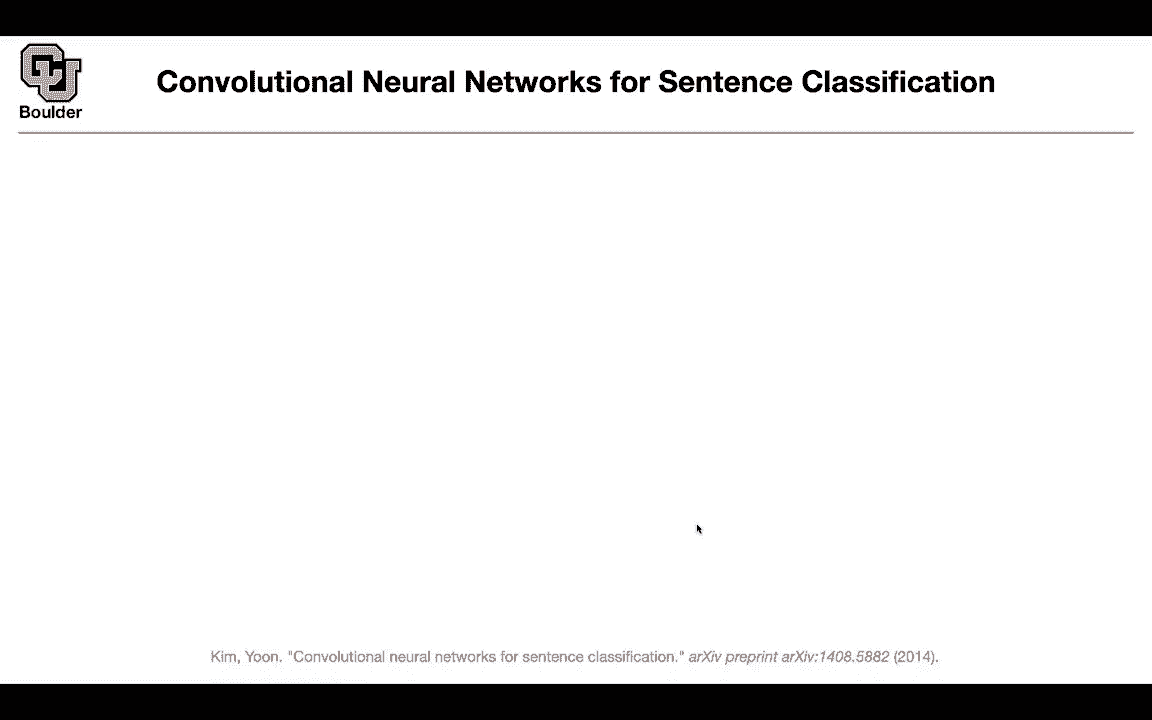 Boulder
Convolutional Neural Networks for Sentence Classification
Kim, Yoon. "Convolutional neural networks for sentence classification." arXiv preprint arXiv:1408.5882 (2014).